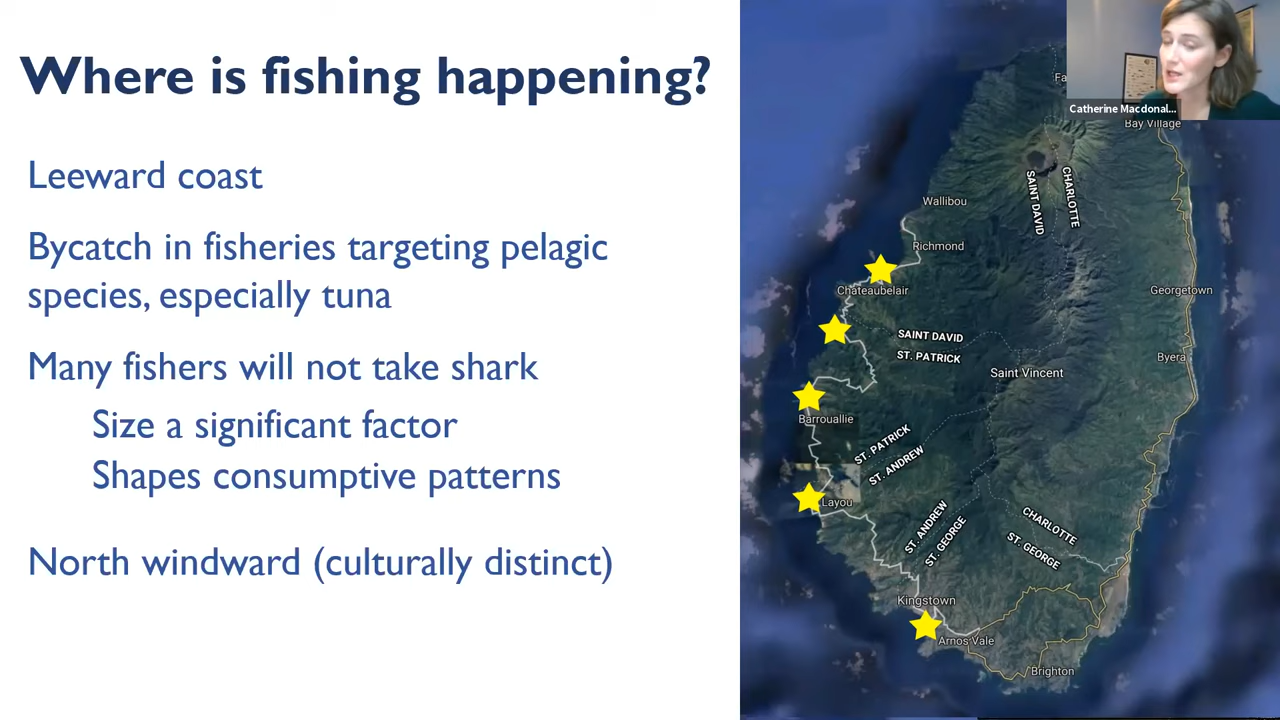 Where is fishing happening?
Leeward coast
Bycatch in fisheries targeting pelagic
species, especially tuna
Many fishers will not take shark
Size a significant factor
Shapes consumptive patterns
North windward (culturally distinct)
Catherine Macdonal...
Fa
Bay Village
SAINT DAVID
CHARLOTTE
Wallibou
Richmond
Chateaubelair
Georgetown
SAINT DAVID
ST. PATRICK
Byera
Saint Vincent
Barrouallie
ST. PATRICK
ST. ANDREW
Layou
ST. ANDREW
ST. GEORGE
CHARLOTTE
ST. GEORGE
Kingstown
Arnos Vale
Brighton